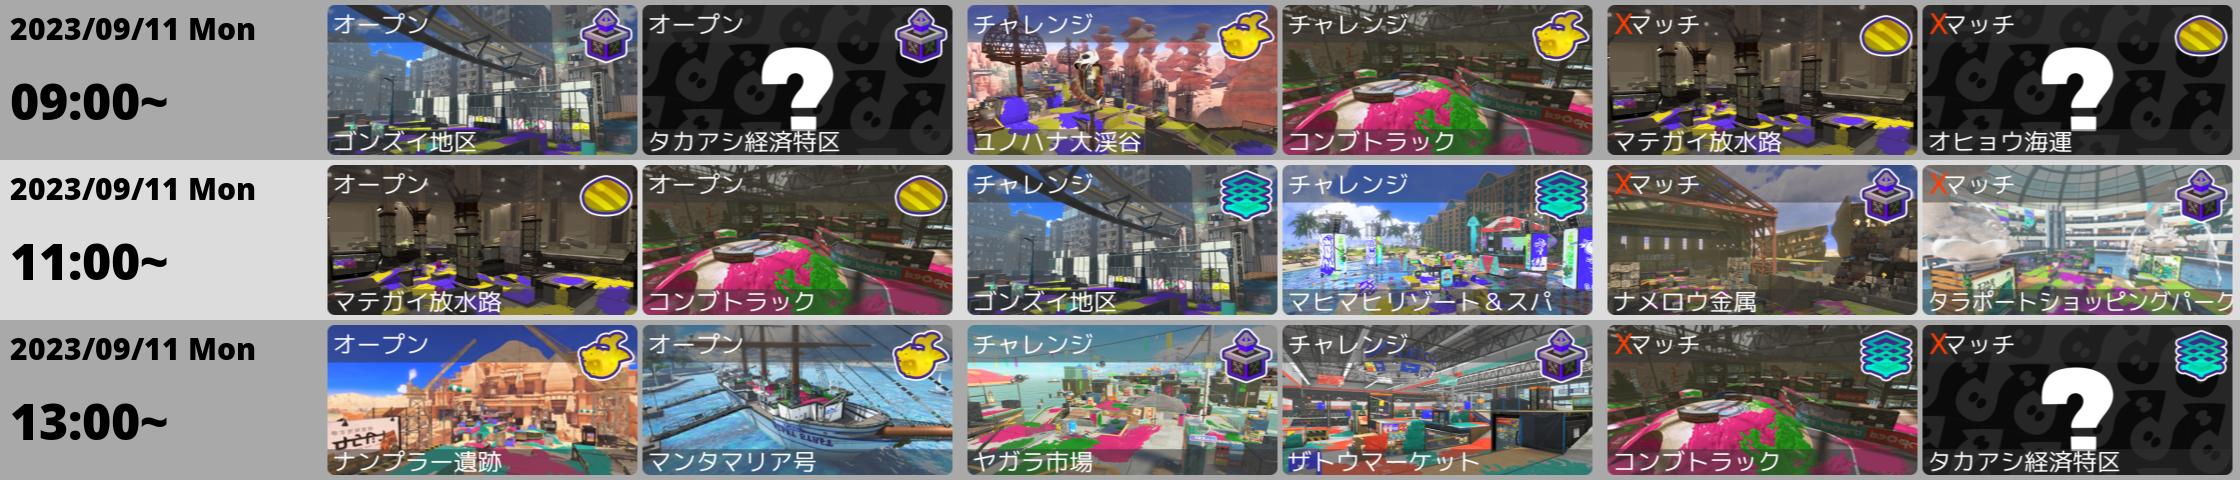 2023/09/11 Mon
09:00~
オープン
ゴンズイ地区
オープン
?
タカアシ経済特区
チャレンジ
ユノハナ大渓谷
チャレンジ
コンブトラック
Xマッチ
マテガイ放水路
Xマッチ
?
オヒョウ海運
2023/09/11 Mon
11:00~
オープン
マテガイ放水路
オープン
コンブトラック
チャレンジ
ゴンズイ地区
チャレンジ
マヒマヒリゾート&スパ
Xマッチ
ナメロウ金属
Xマッチ
タラポートショッピングパーク
2023/09/11 Mon
13:00~
オープン
ナンプラー遺跡
オープン
マンタマリア号
チャレンジ
ヤガラ市場
チャレンジ
ザトウマーケット
Xマッチ
コンブトラック
Xマッチ
?
タカアシ経済特区